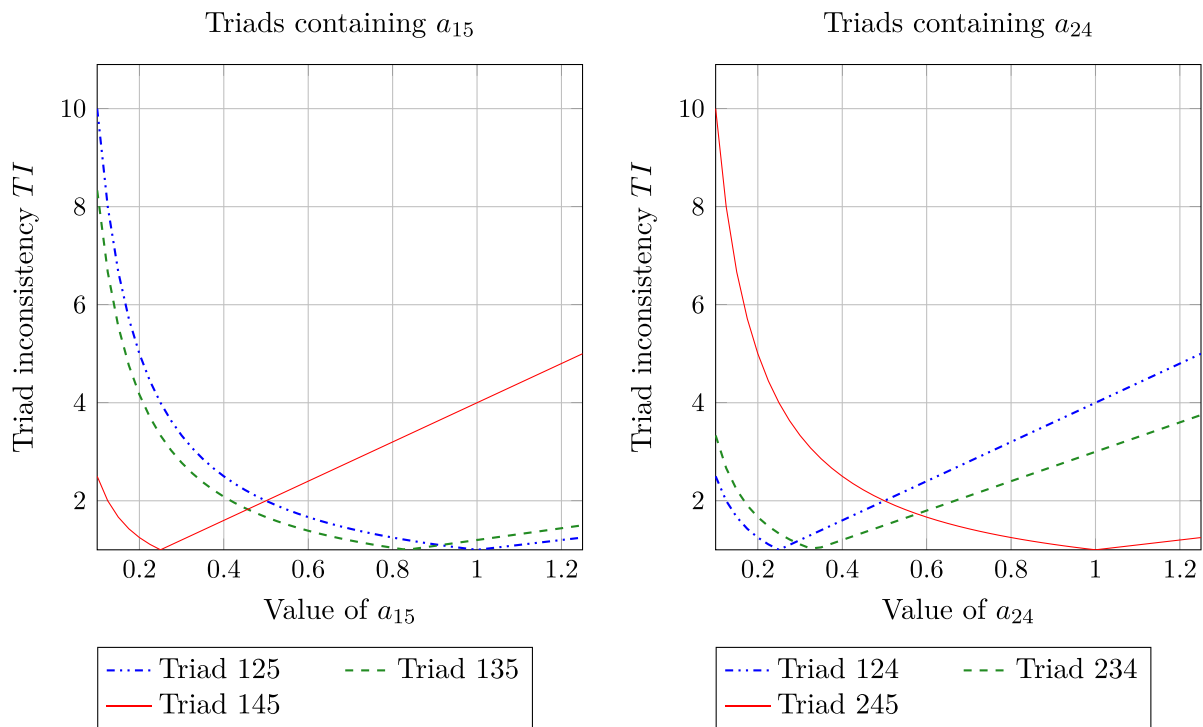 Triads containing a₁₅
Triad inconsistency TI
10
8
6
4
2
0.2 0.4 0.6 0.8 1 1.2
Value of a₁₅
Triad 125 Triad 135
Triad 145
Triads containing a₂₄
Triad inconsistency TI
10
8
6
4
2
0.2 0.4 0.6 0.8 1 1.2
Value of a₂₄
Triad 124 Triad 234
Triad 245